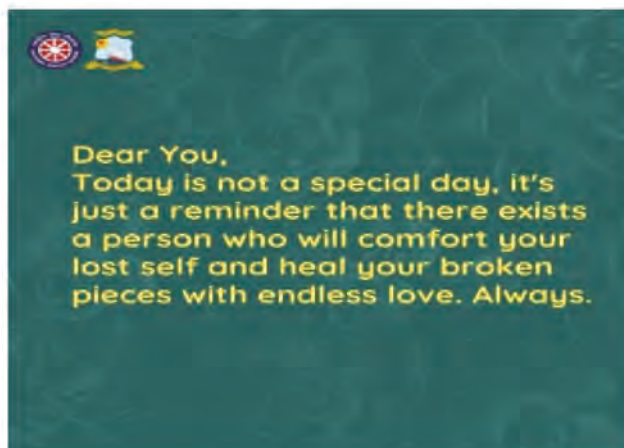 Dear You,
Today is not a special day, it's
just a reminder that there exists
a person who will comfort your
lost self and heal your broken
pieces with endless love. Always.